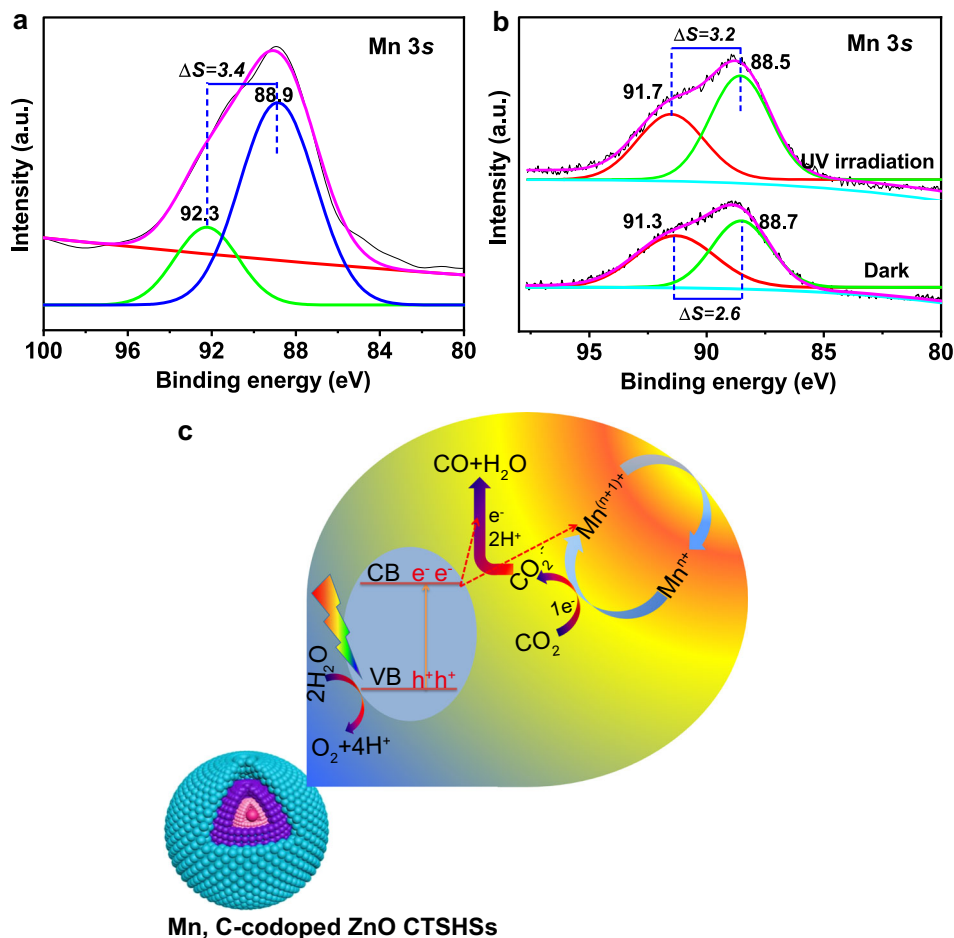 a
Mn 3s
ΔS=3.4
88.9
92.3
Intensity (a.u.)
100 96 92 88 84 80
Binding energy (eV)
b
ΔS=3.2
Mn 3s
88.5
91.7
UV irradiation
91.3
88.7
Dark
ΔS=2.6
Intensity (a.u.)
95 90 85 80
Binding energy (eV)
c
CO+H₂O
e⁻
2H⁺
Mn⁽ⁿ⁺¹⁾⁺
Mnⁿ⁺
CO₂⁻
1e⁻
CO₂
CB e⁻ e⁻
VB h⁺h⁺
2H₂O
O₂+4H⁺
Mn, C-codoped ZnO CTSHSs